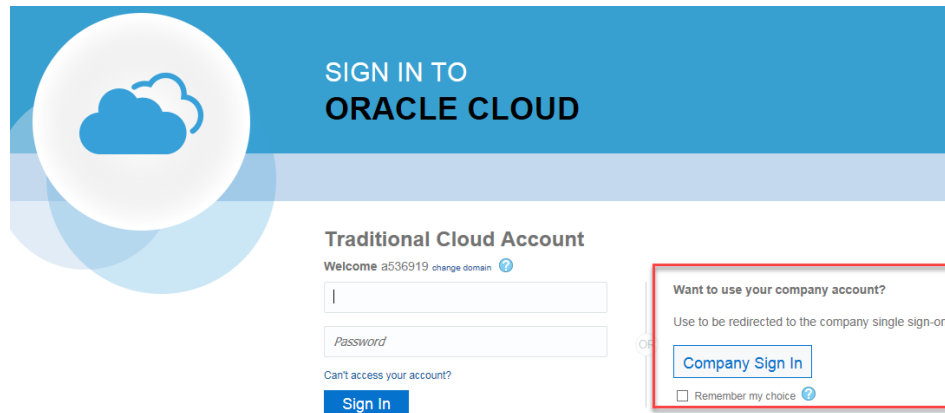 SIGN IN TO
ORACLE CLOUD
Traditional Cloud Account
Welcome a536919 change domain ?
Password
Can't access your account?
Sign In
OR
Want to use your company account?
Use to be redirected to the company single sign-on
Company Sign In
Remember my choice ?